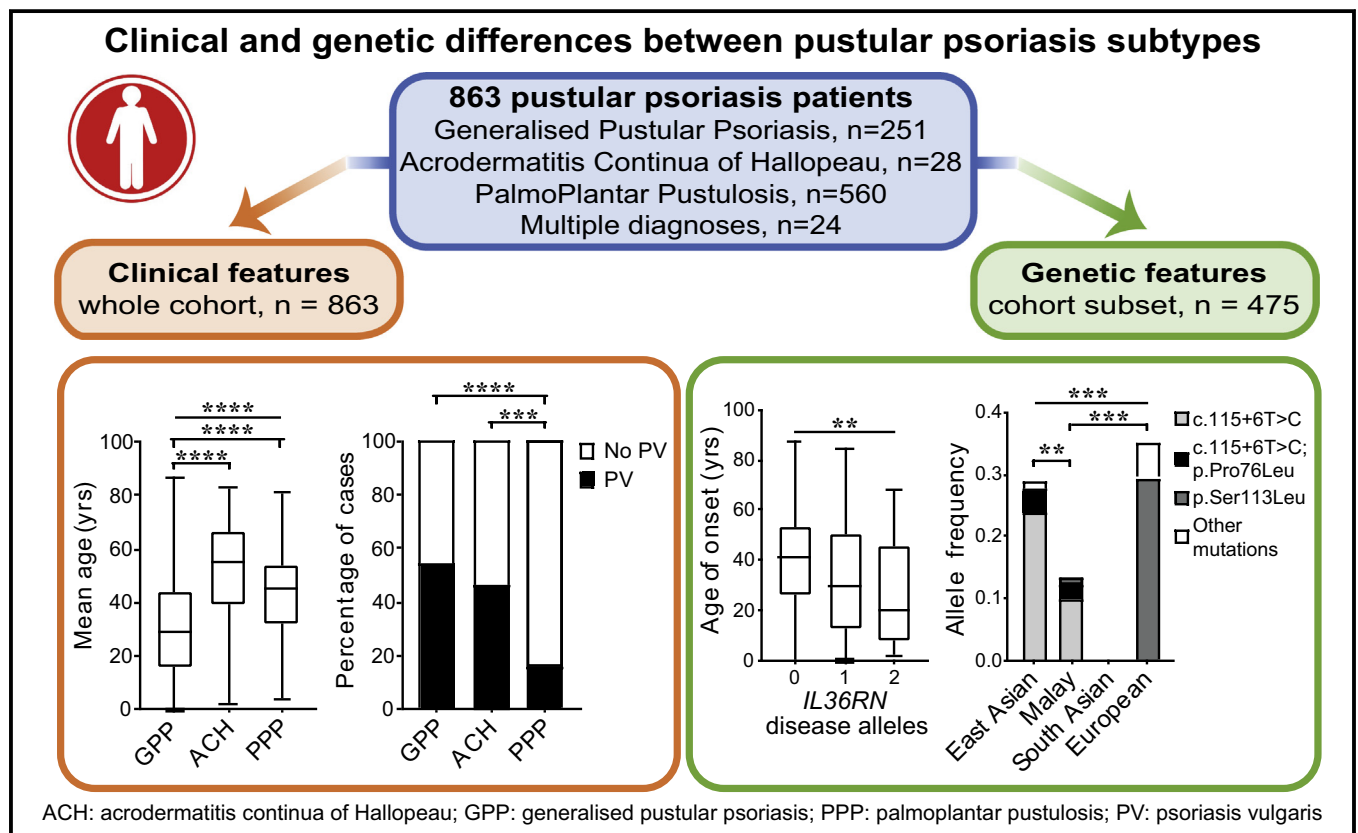 Clinical and genetic differences between pustular psoriasis subtypes
863 pustular psoriasis patients
Generalised Pustular Psoriasis, n=251
Acrodermatitis Continua of Hallopeau, n=28
PalmoPlantar Pustulosis, n=560
Multiple diagnoses, n=24
Clinical features
whole cohort, n = 863
Genetic features
cohort subset, n = 475
Mean age (yrs)
100
80
60
40
20
0
****
****
****
GPP
ACH
PPP
Percentage of cases
100
80
60
40
20
0
****
***
No PV
PV
GPP
ACH
PPP
Age of onset (yrs)
100
80
60
40
20
0
**
0 1 2
IL36RN
disease alleles
Allele frequency
0.4
0.3
0.2
0.1
0.0
***
***
**
c.115+6T>C
c.115+6T>C;
p.Pro76Leu
p.Ser113Leu
Other
mutations
East Asian
Malay
South Asian
European
ACH: acrodermatitis continua of Hallopeau; GPP: generalised pustular psoriasis; PPP: palmoplantar pustulosis; PV: psoriasis vulgaris